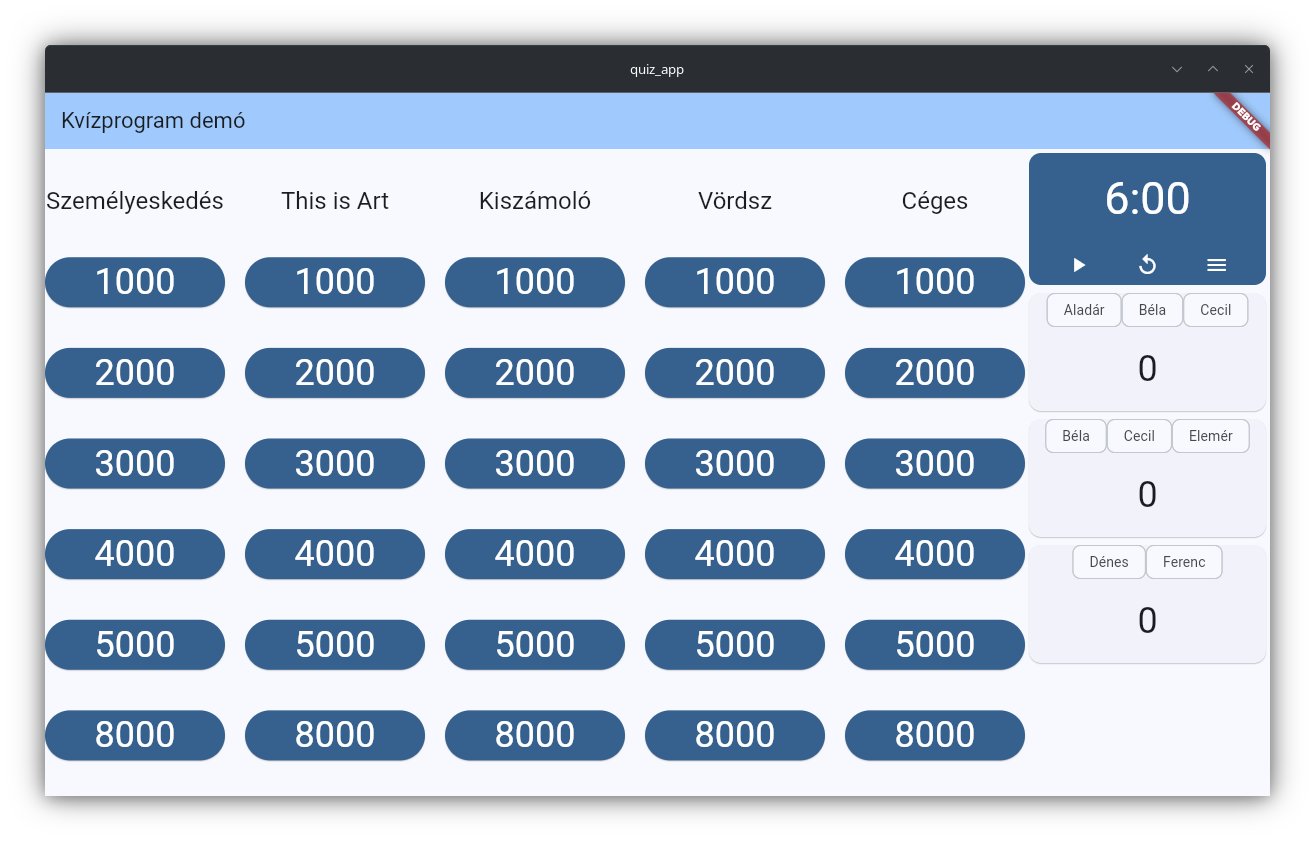 quiz_app
Kvízprogram demó
DEBUG
Személyeskedés This is Art Kiszámoló Vördsz Céges
1000 1000 1000 1000 1000
2000 2000 2000 2000 2000
3000 3000 3000 3000 3000
4000 4000 4000 4000 4000
5000 5000 5000 5000 5000
8000 8000 8000 8000 8000
6:00
Aladár Béla Cecil
0
Béla Cecil Elemér
0
Dénes Ferenc
0